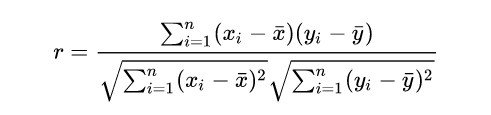 r = \frac{\sum_{i=1}^{n}(x_i - \bar{x})(y_i - \bar{y})}{\sqrt{\sum_{i=1}^{n}(x_i - \bar{x})^2}\sqrt{\sum_{i=1}^{n}(y_i - \bar{y})^2}}